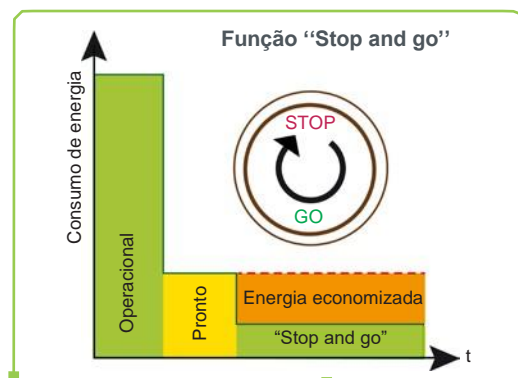 Função ‘‘Stop and go’’
Consumo de energia
STOP
GO
Operacional
Pronto
Energia economizada
“Stop and go”
t